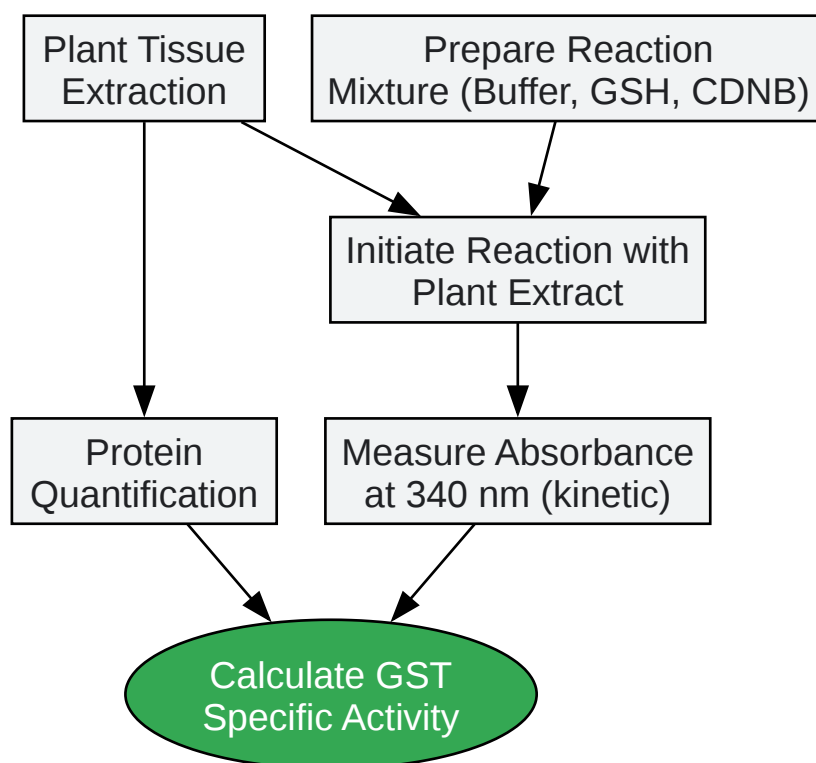 Plant Tissue
Extraction
Prepare Reaction
Mixture (Buffer, GSH, CDNB)
Initiate Reaction with
Plant Extract
Protein
Quantification
Measure Absorbance
at 340 nm (kinetic)
Calculate GST
Specific Activity